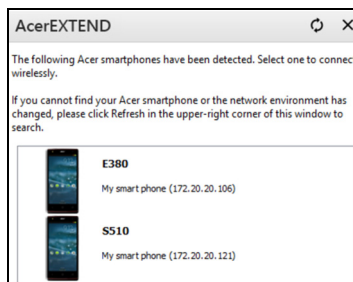 AcerEXTEND
The following Acer smartphones have been detected. Select one to connect
wirelessly.
If you cannot find your Acer smartphone or the network environment has
changed, please click Refresh in the upper-right corner of this window to
search.
E380
My smart phone (172.20.20.106)
S510
My smart phone (172.20.20.121)